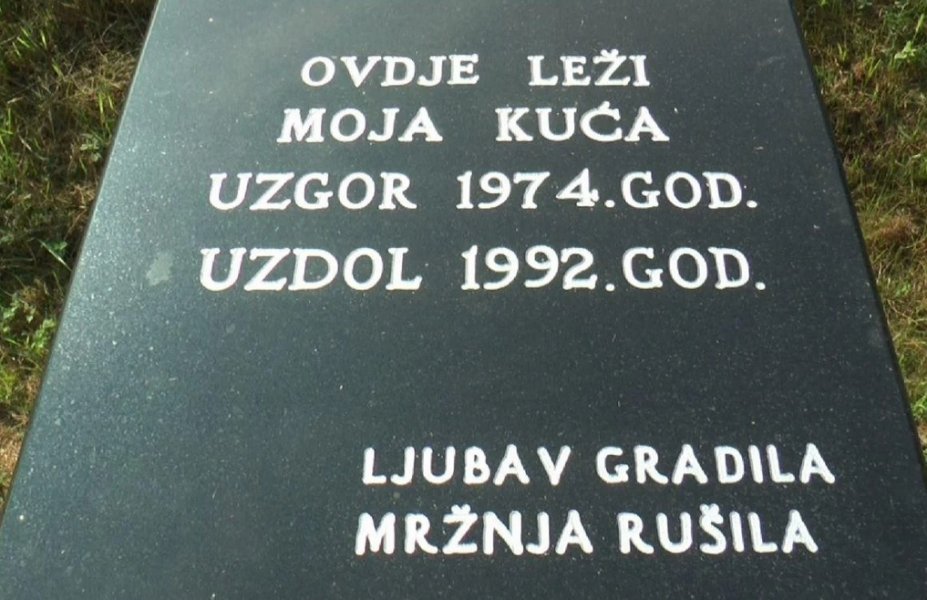 OVDJE LEŽI
MOJA KUĆA
UZGOR 1974.GOD.
UZDOL 1992.GOD.
LJUBAV GRADILA
MRŽNJA RUŠILA